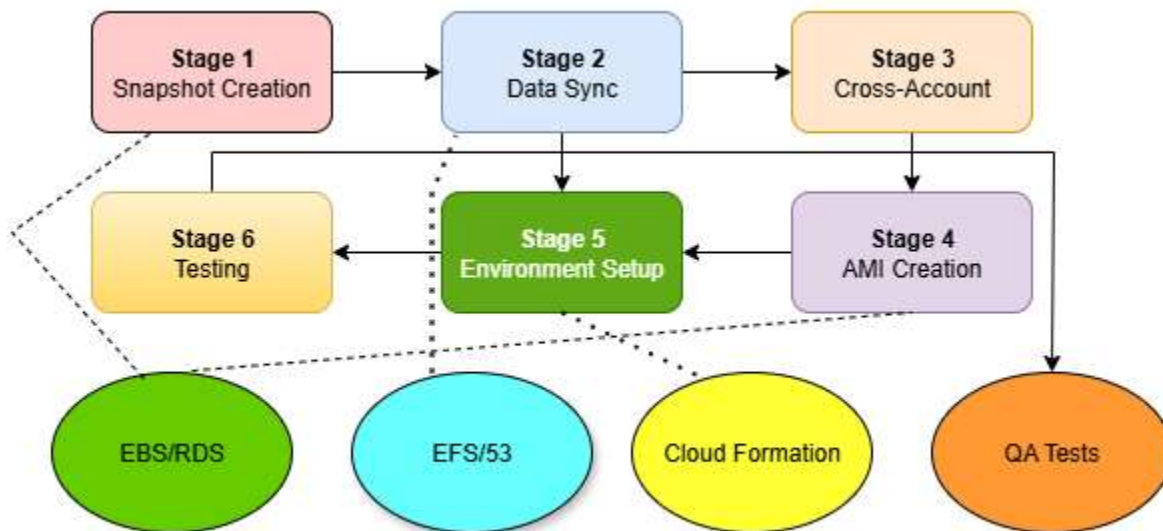 Stage 1
Snapshot Creation
Stage 2
Data Sync
Stage 3
Cross-Account
Stage 6
Testing
Stage 5
Environment Setup
Stage 4
AMI Creation
EBS/RDS
EFS/53
Cloud Formation
QA Tests